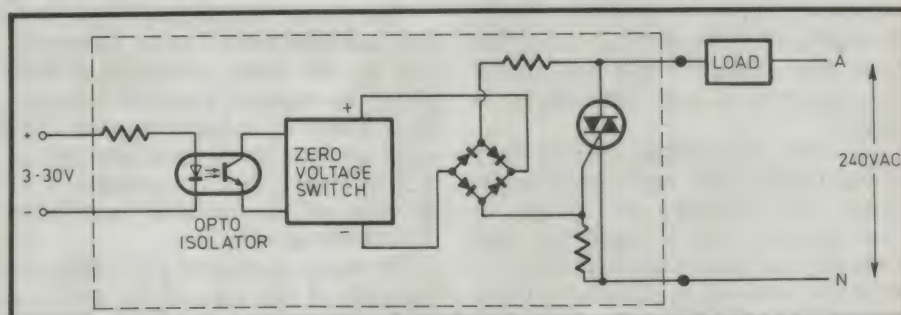 LOAD
A
+
+
3-30V
ZERO
VOLTAGE
SWITCH
240VAC
-
OPTO
ISOLATOR
-
N